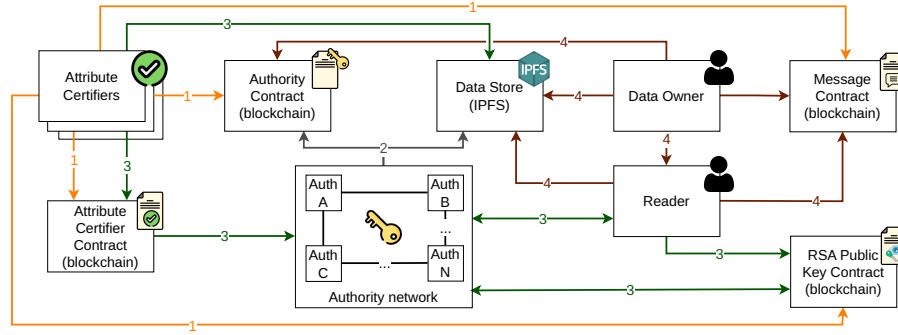 1
3
4
Attribute
Certifiers
1
Authority
Contract
(blockchain)
IPFS
Data Store
(IPFS)
4
Data Owner
Message
Contract
(blockchain)
1
3
2
4
4
4
Attribute
Certifier
Contract
(blockchain)
3
Auth
A
Auth
B
...
Auth
C
...
Auth
N
Authority network
3
Reader
3
3
RSA Public
Key Contract
(blockchain)
1